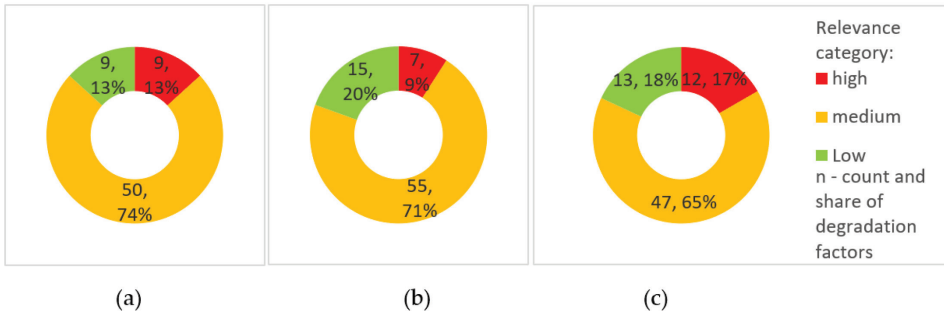 9,
13%
9,
13%
50,
74%
15,
20%
7,
9%
55,
71%
13, 18%
12, 17%
47, 65%
Relevance
category:
high
medium
Low
n - count and
share of
degradation
factors
(a)
(b)
(c)